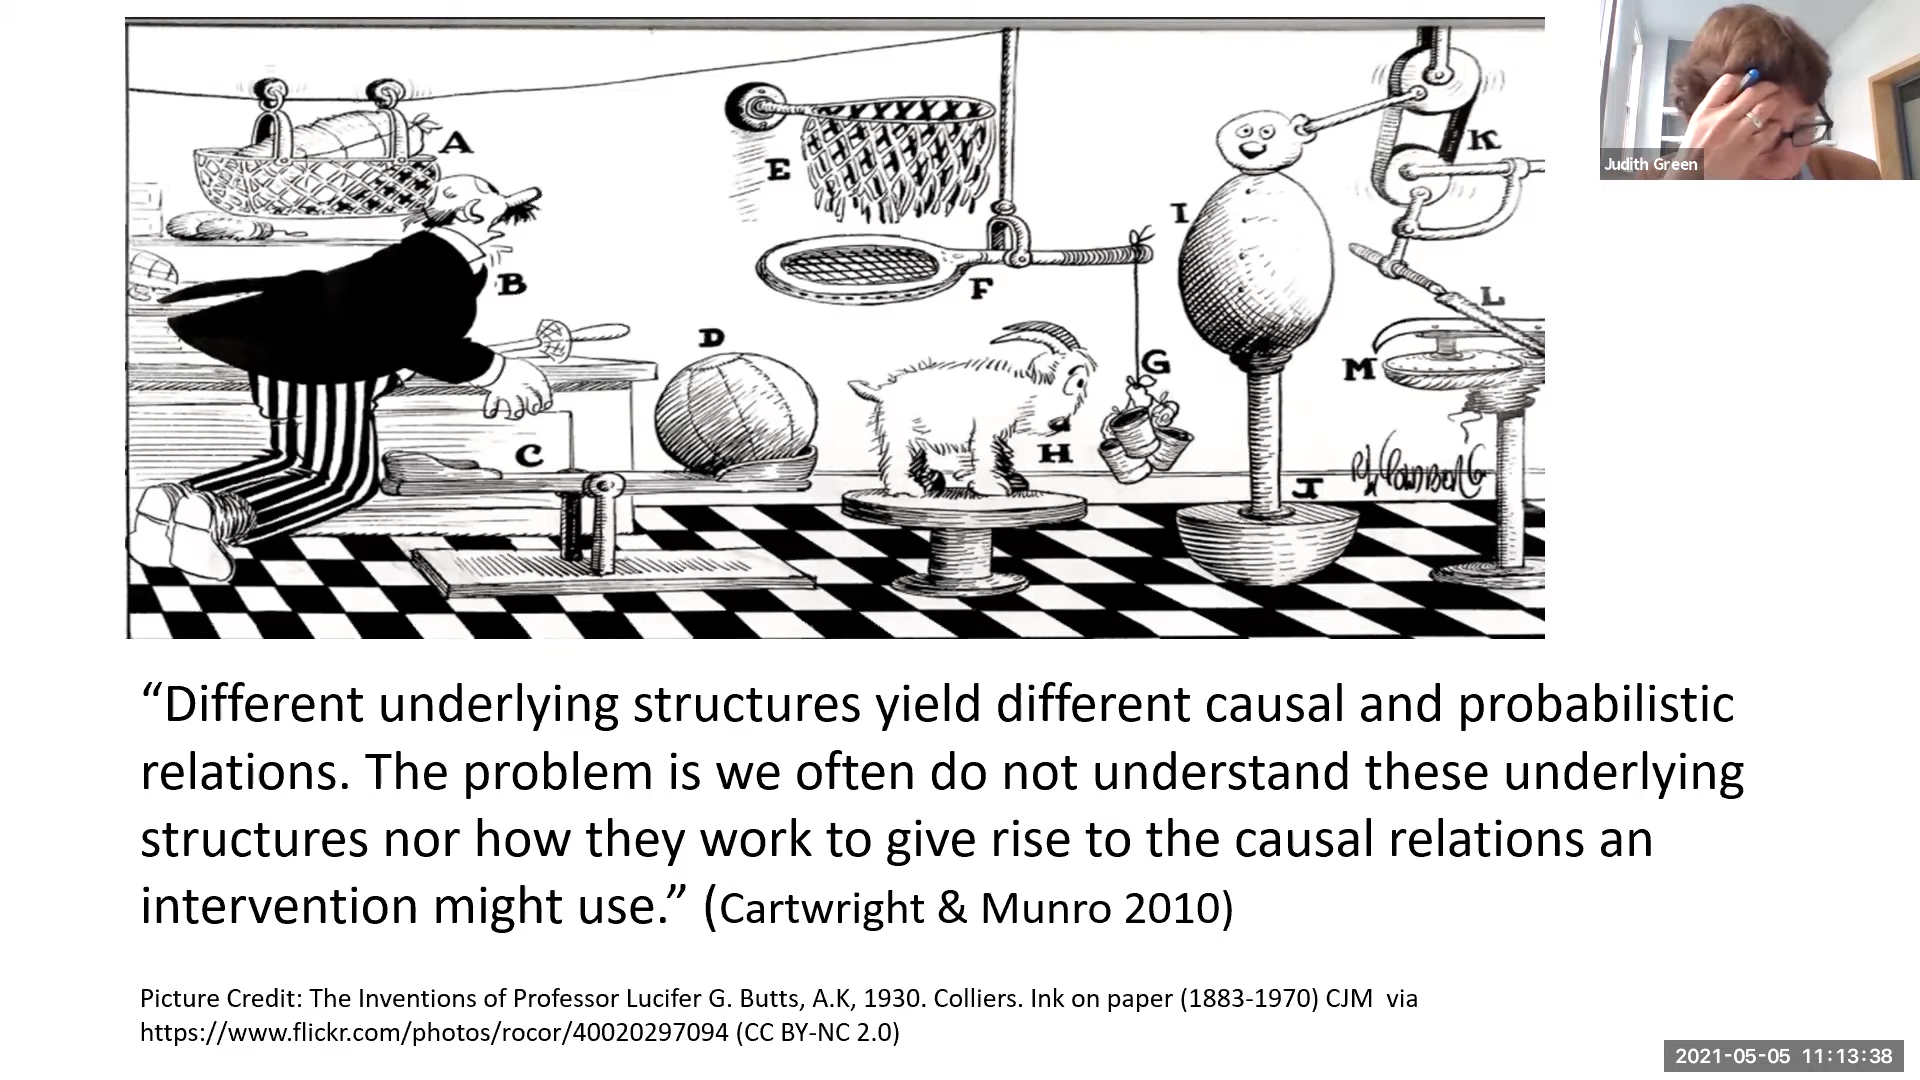 A
B
C
D
E
F
G
H
I
J
K
L
M
Judith Green
“Different underlying structures yield different causal and probabilistic
relations. The problem is we often do not understand these underlying
structures nor how they work to give rise to the causal relations an
intervention might use.” (Cartwright & Munro 2010)
Picture Credit: The Inventions of Professor Lucifer G. Butts, A.K, 1930. Colliers. Ink on paper (1883-1970) CJM via
https://www.flickr.com/photos/rocor/40020297094 (CC BY-NC 2.0)
2021-05-05 11:13:38